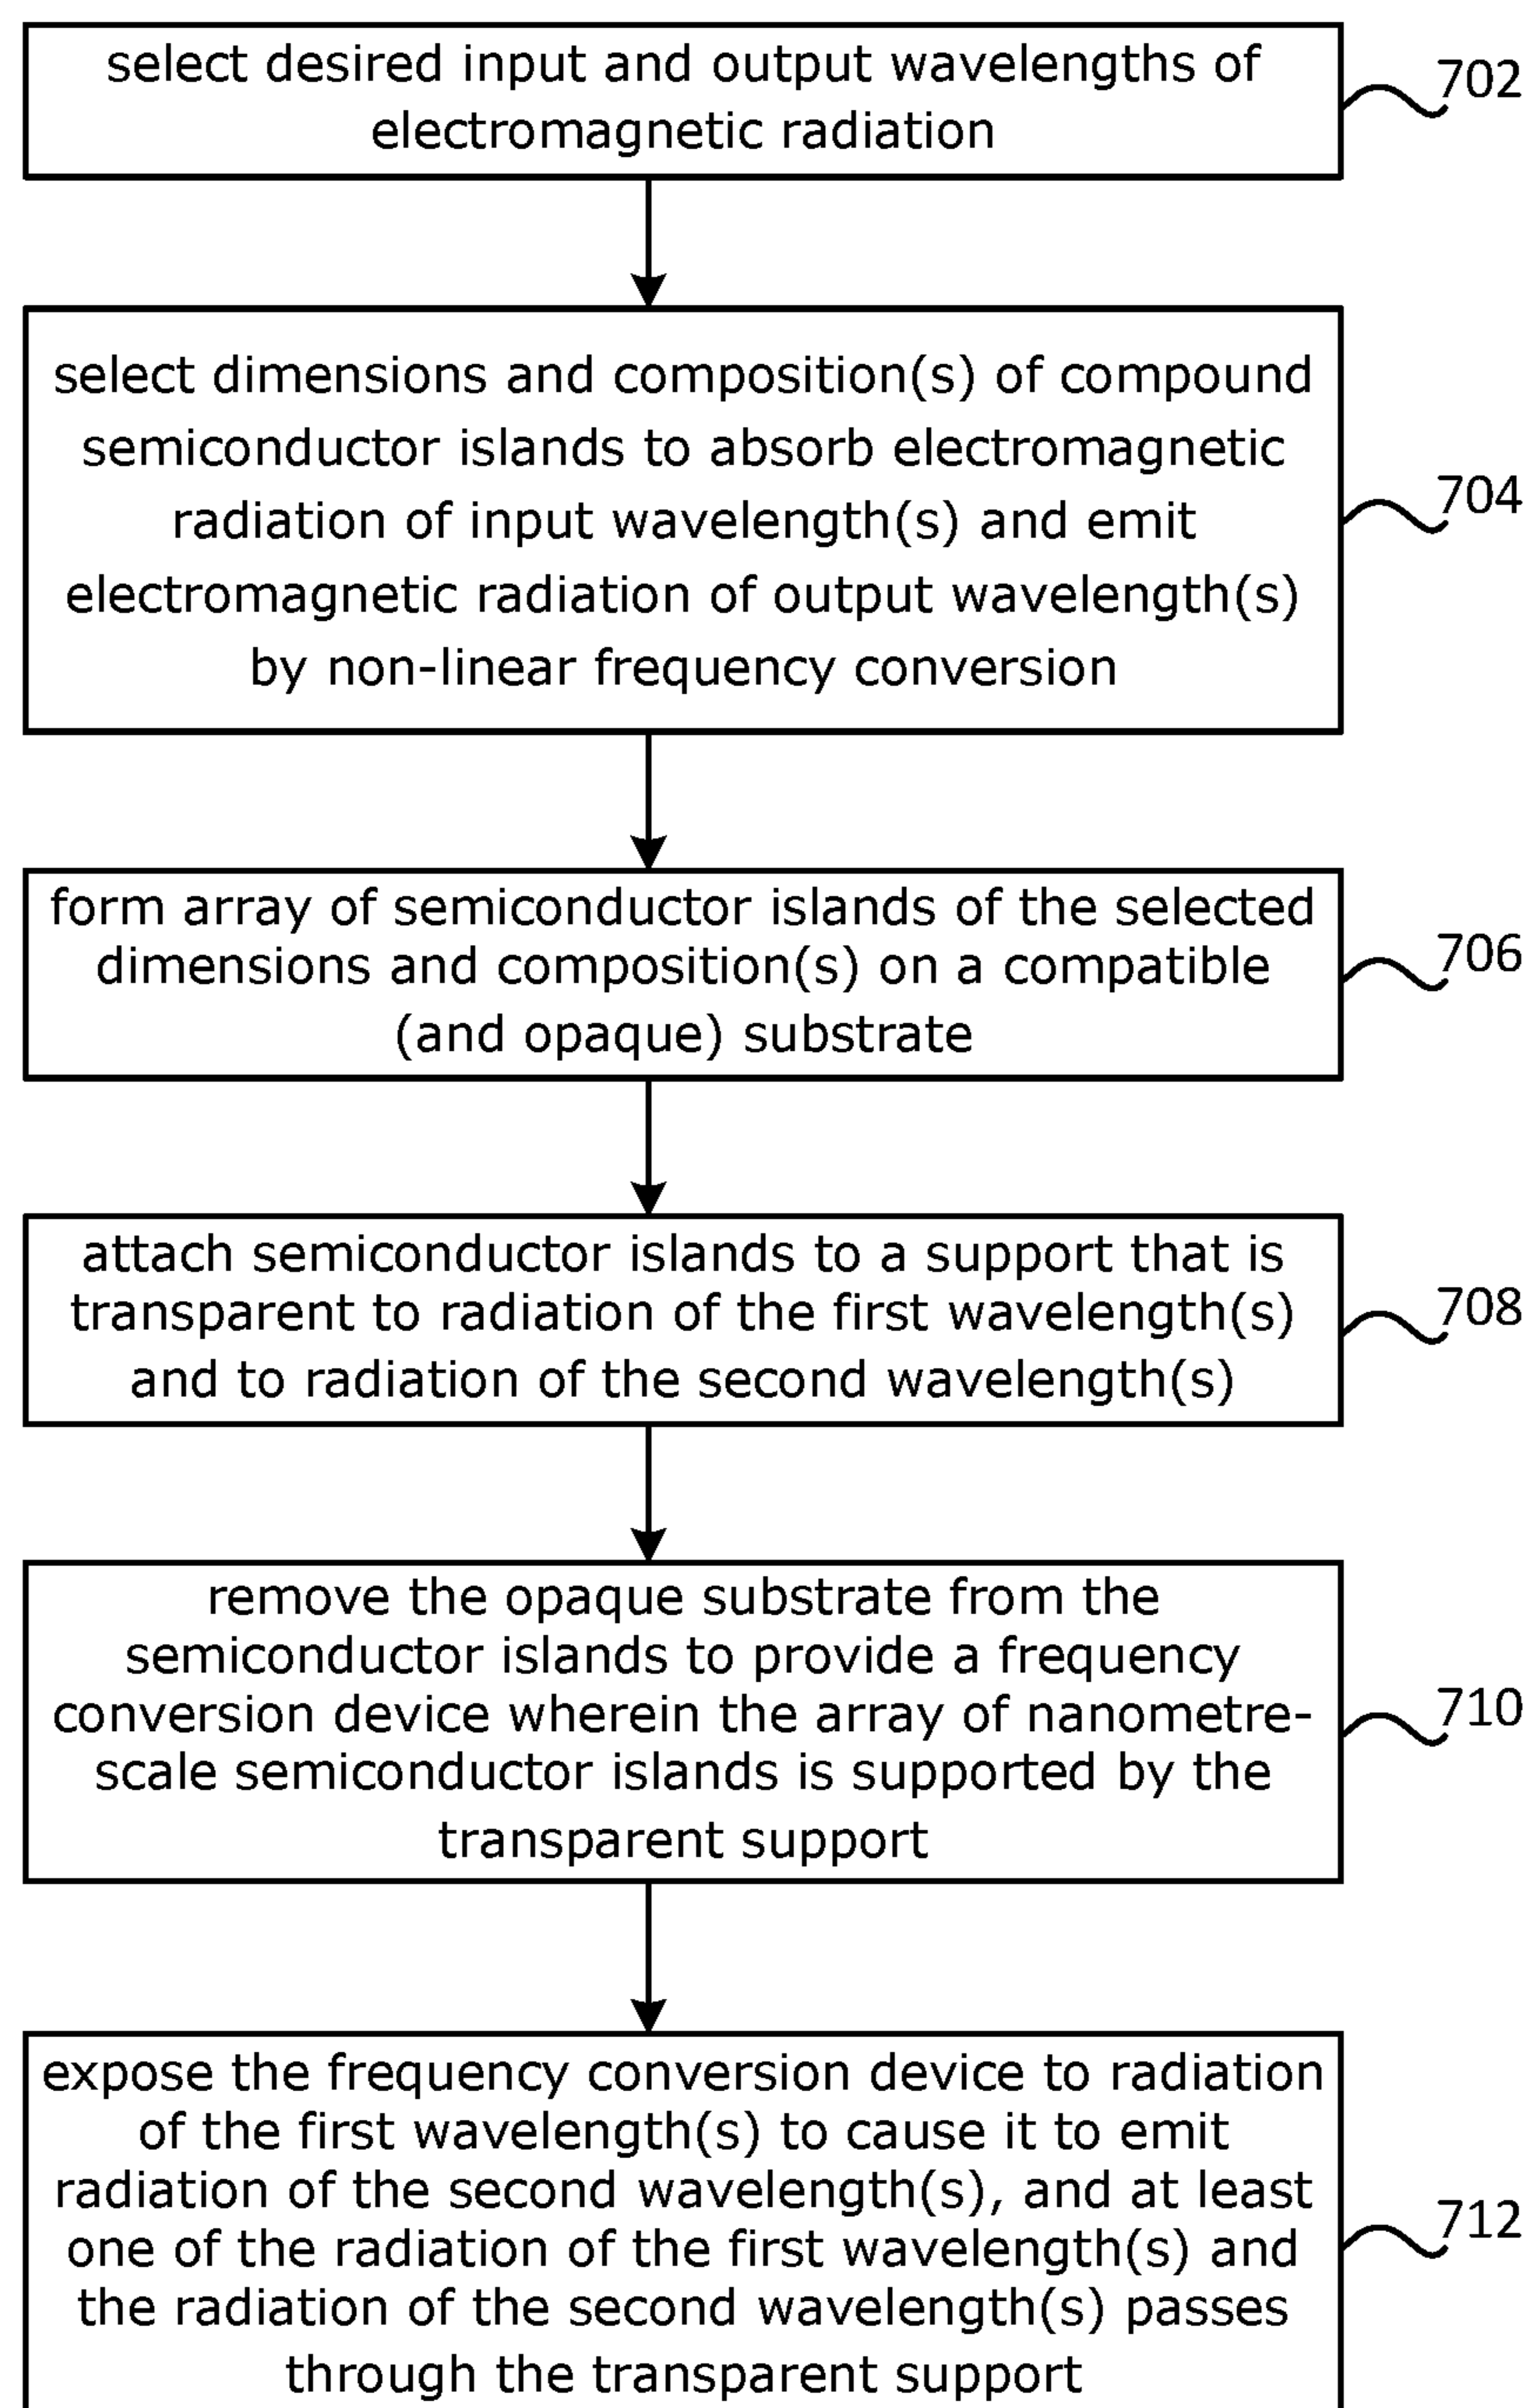 select desired input and output wavelengths of
electromagnetic radiation
702
select dimensions and composition(s) of compound
semiconductor islands to absorb electromagnetic
radiation of input wavelength(s) and emit
electromagnetic radiation of output wavelength(s)
by non-linear frequency conversion
704
form array of semiconductor islands of the selected
dimensions and composition(s) on a compatible
(and opaque) substrate
706
attach semiconductor islands to a support that is
transparent to radiation of the first wavelength(s)
and to radiation of the second wavelength(s)
708
remove the opaque substrate from the
semiconductor islands to provide a frequency
conversion device wherein the array of nanometre-
scale semiconductor islands is supported by the
transparent support
710
expose the frequency conversion device to radiation
of the first wavelength(s) to cause it to emit
radiation of the second wavelength(s), and at least
one of the radiation of the first wavelength(s) and
the radiation of the second wavelength(s) passes
through the transparent support
712